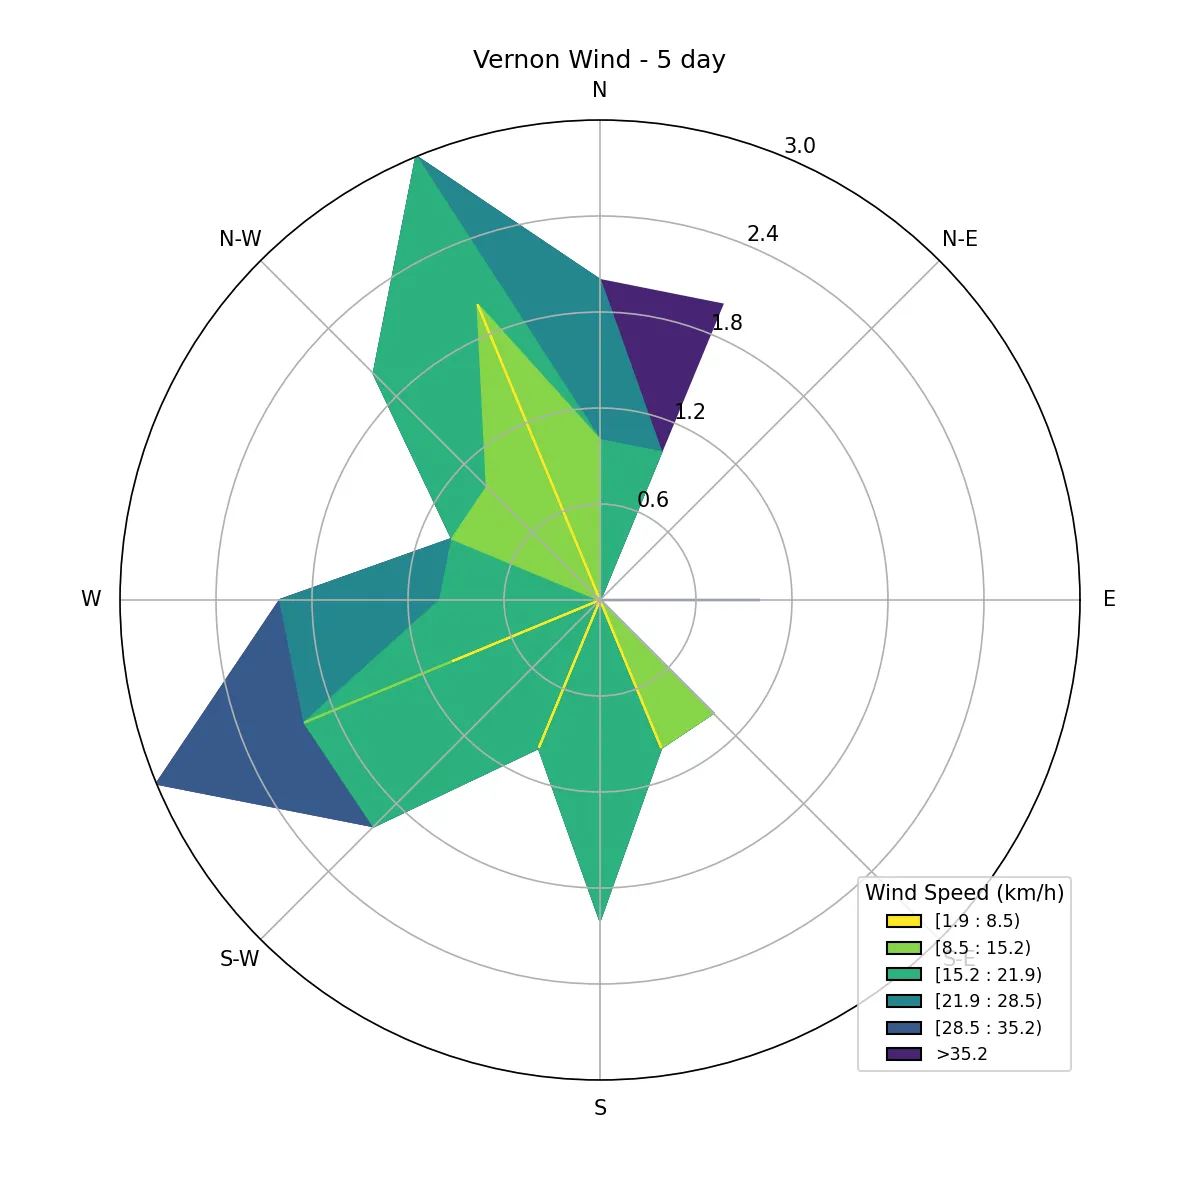 Vernon Wind - 5 day
N
3.0
N-W
2.4
N-E
1.8
1.2
0.6
W
E
S-W
S-E
S
Wind Speed (km/h)
[1.9 : 8.5)
[8.5 : 15.2)
[15.2 : 21.9)
[21.9 : 28.5)
[28.5 : 35.2)
>35.2